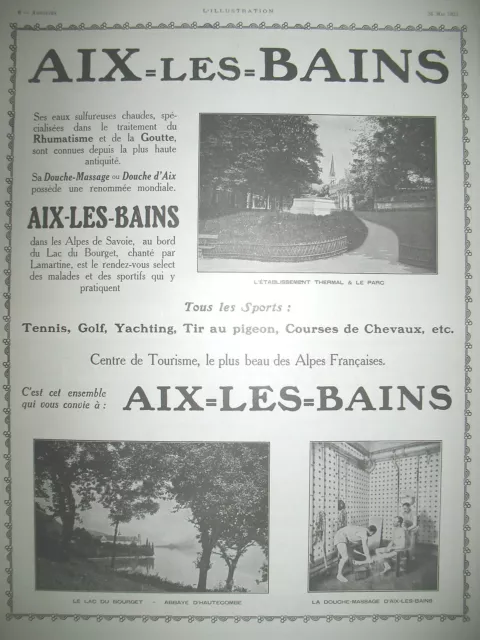 L'ILLUSTRATION
AIX=LES=BAINS
Ses eaux sulfureuses chaudes, spé-
cialisées dans le traitement du
Rhumatisme et de la Goutte,
sont connues depuis la plus haute
antiquité.
Sa Douche-Massage ou Douche d'Aix
possède une renommée mondiale.
AIX-LES-BAINS
dans les Alpes de Savoie, au bord
du Lac du Bourget, chanté par
Lamartine, est le rendez-vous select
des malades et des sportifs qui y
pratiquent
L'ÉTABLISSEMENT THERMAL & LE PARC
Tous les Sports :
Tennis, Golf, Yachting, Tir au pigeon, Courses de Chevaux, etc.
Centre de Tourisme, le plus beau des Alpes Françaises.
C'est cet ensemble
qui vous convie à :
AIX=LES=BAINS
LE LAC DU BOURGET - ABBAYE D'HAUTECOMBE
LA DOUCHE-MASSAGE D'AIX-LES-BAINS